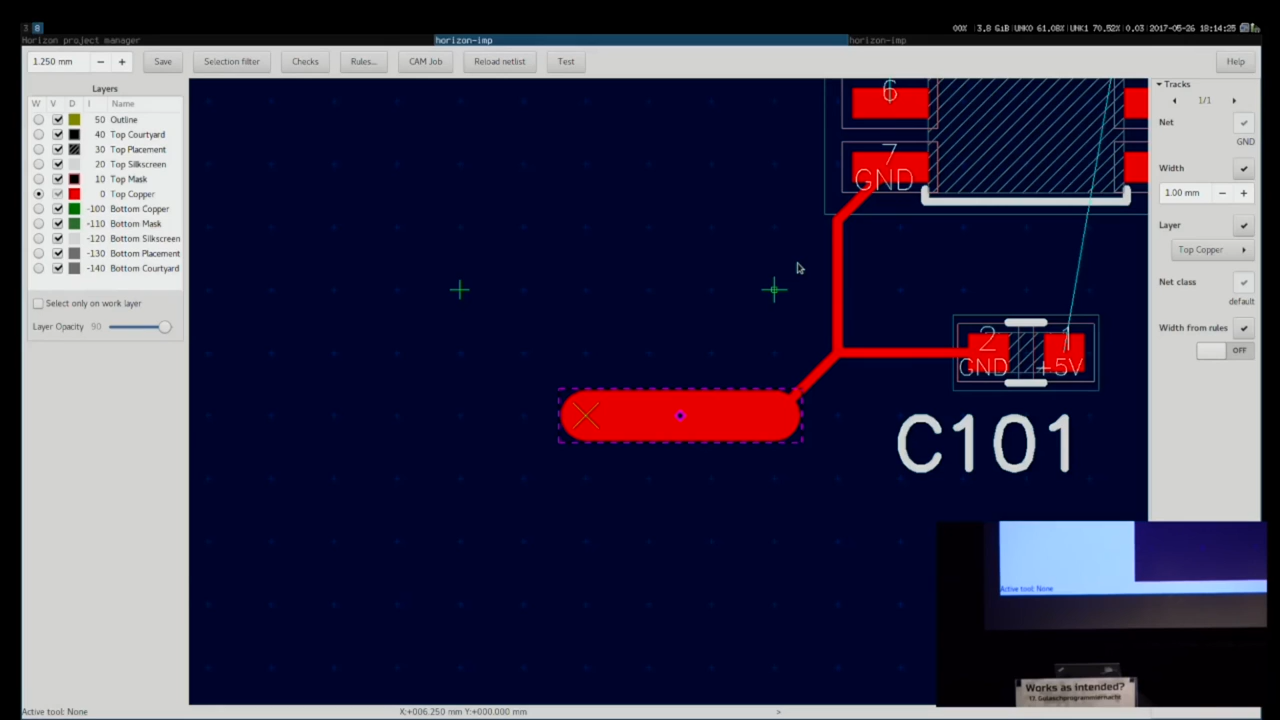 3 8
00% |3.8 GiB|UNKO 61.08% UNK1 70.52% 0.03 2017-05-26 18:14:25
Horizon project manager
horizon-imp
horizon-imp
1.250 mm − +
Save
Selection filter
Checks
Rules...
CAM Job
Reload netlist
Test
Help
Layers
W V D I Name
50 Outline
40 Top Courtyard
30 Top Placement
20 Top Silkscreen
10 Top Mask
0 Top Copper
-100 Bottom Copper
-110 Bottom Mask
-120 Bottom Silkscreen
-130 Bottom Placement
-140 Bottom Courtyard
Select only on work layer
Layer Opacity 90
6
7
GND
2
GND
1
+5V
C101
Tracks
1/1
Net
GND
Width
1.00 mm − +
Layer
Top Copper
Net class
default
Width from rules
OFF
Active tool: None
Works as intended?
17. Gulaschprogrammiernacht
Active tool: None
X:+006.250 mm Y:+000.000 mm
>